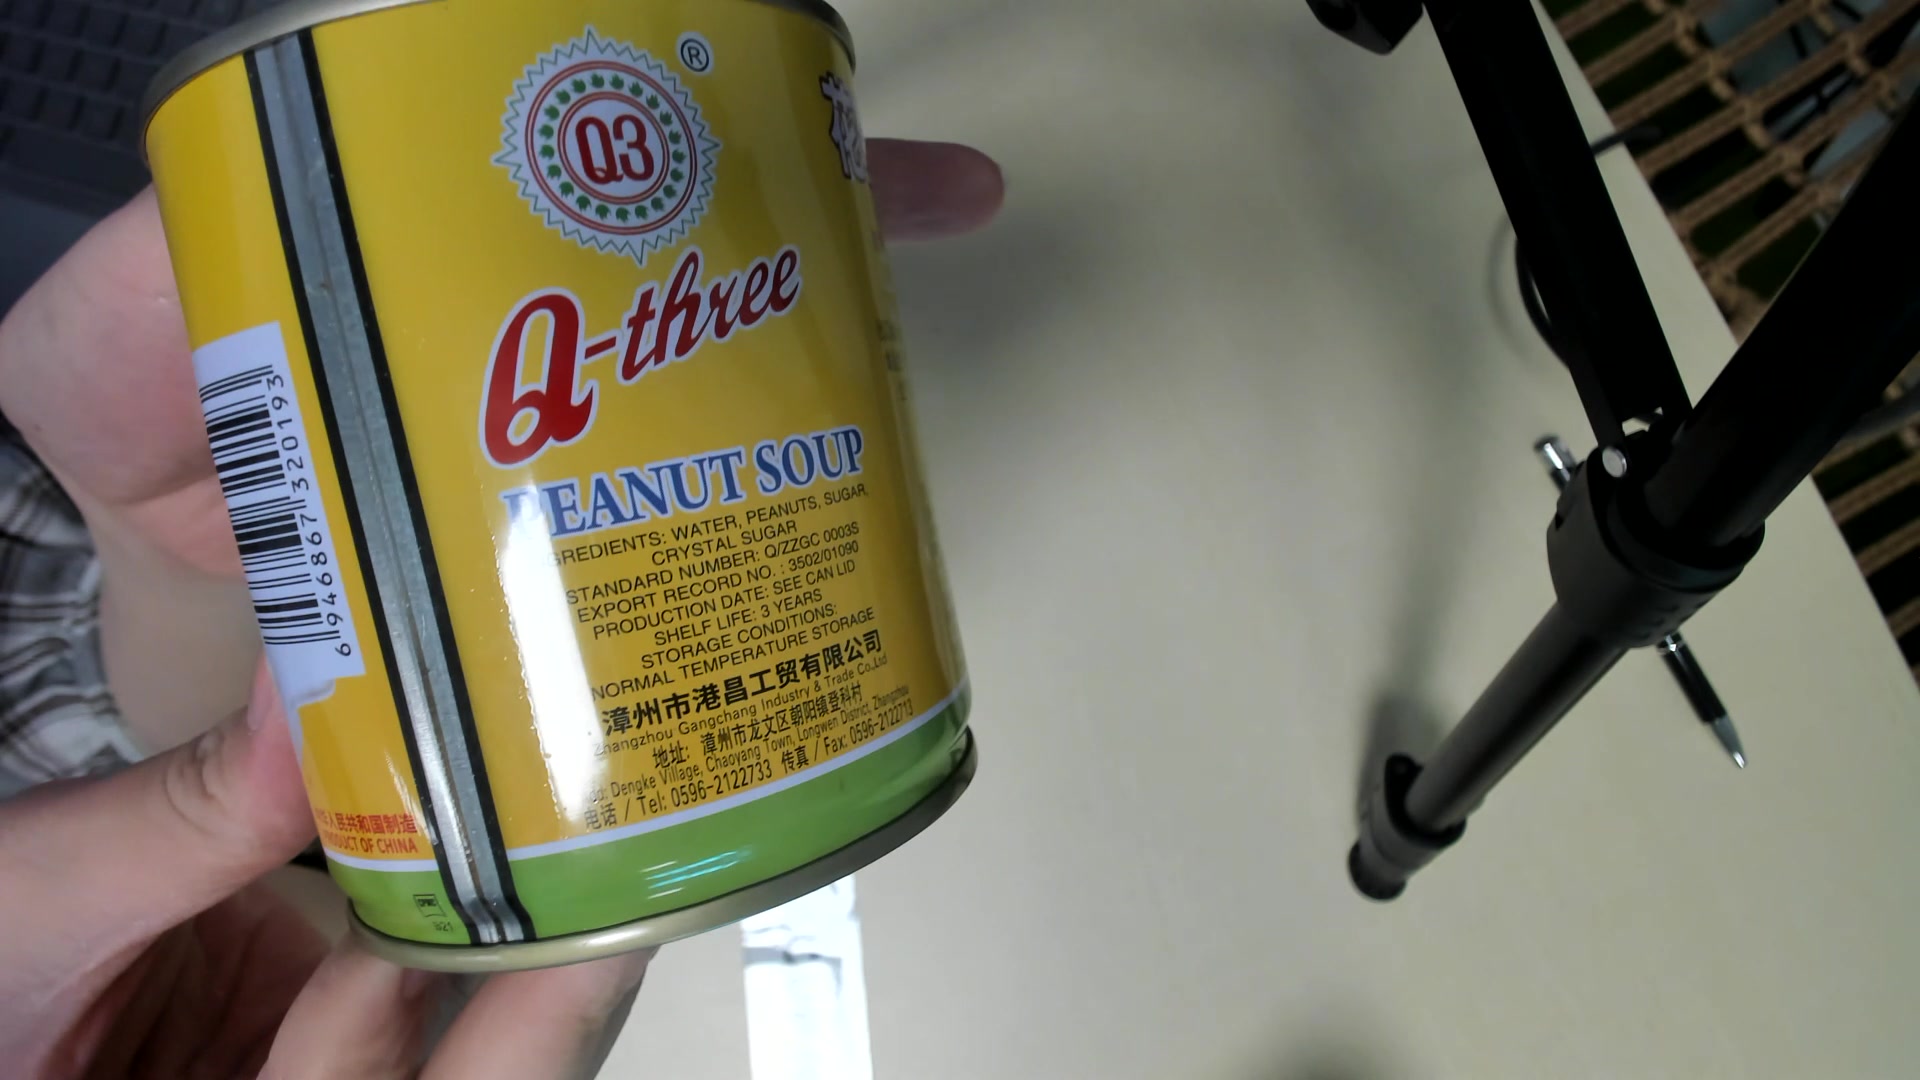 Q3
®
Q-three
PEANUT SOUP
INGREDIENTS: WATER, PEANUTS, SUGAR,
CRYSTAL SUGAR
STANDARD NUMBER: Q/ZZGC 0003S
EXPORT RECORD NO. : 3502/01090
PRODUCTION DATE: SEE CAN LID
SHELF LIFE: 3 YEARS
STORAGE CONDITIONS:
NORMAL TEMPERATURE STORAGE
漳州市港昌工贸有限公司
Zhangzhou Gangchang Industry & Trade Co.,Ltd
地址: 漳州市龙文区朝阳镇登科村
Dengke Village, Chaoyang Town, Longwen District, Zhangzhou
电话 / Tel: 0596-2122733 传真 / Fax: 0596-2122713
6 946867 320193
人民共和国制造
PRODUCT OF CHINA
花